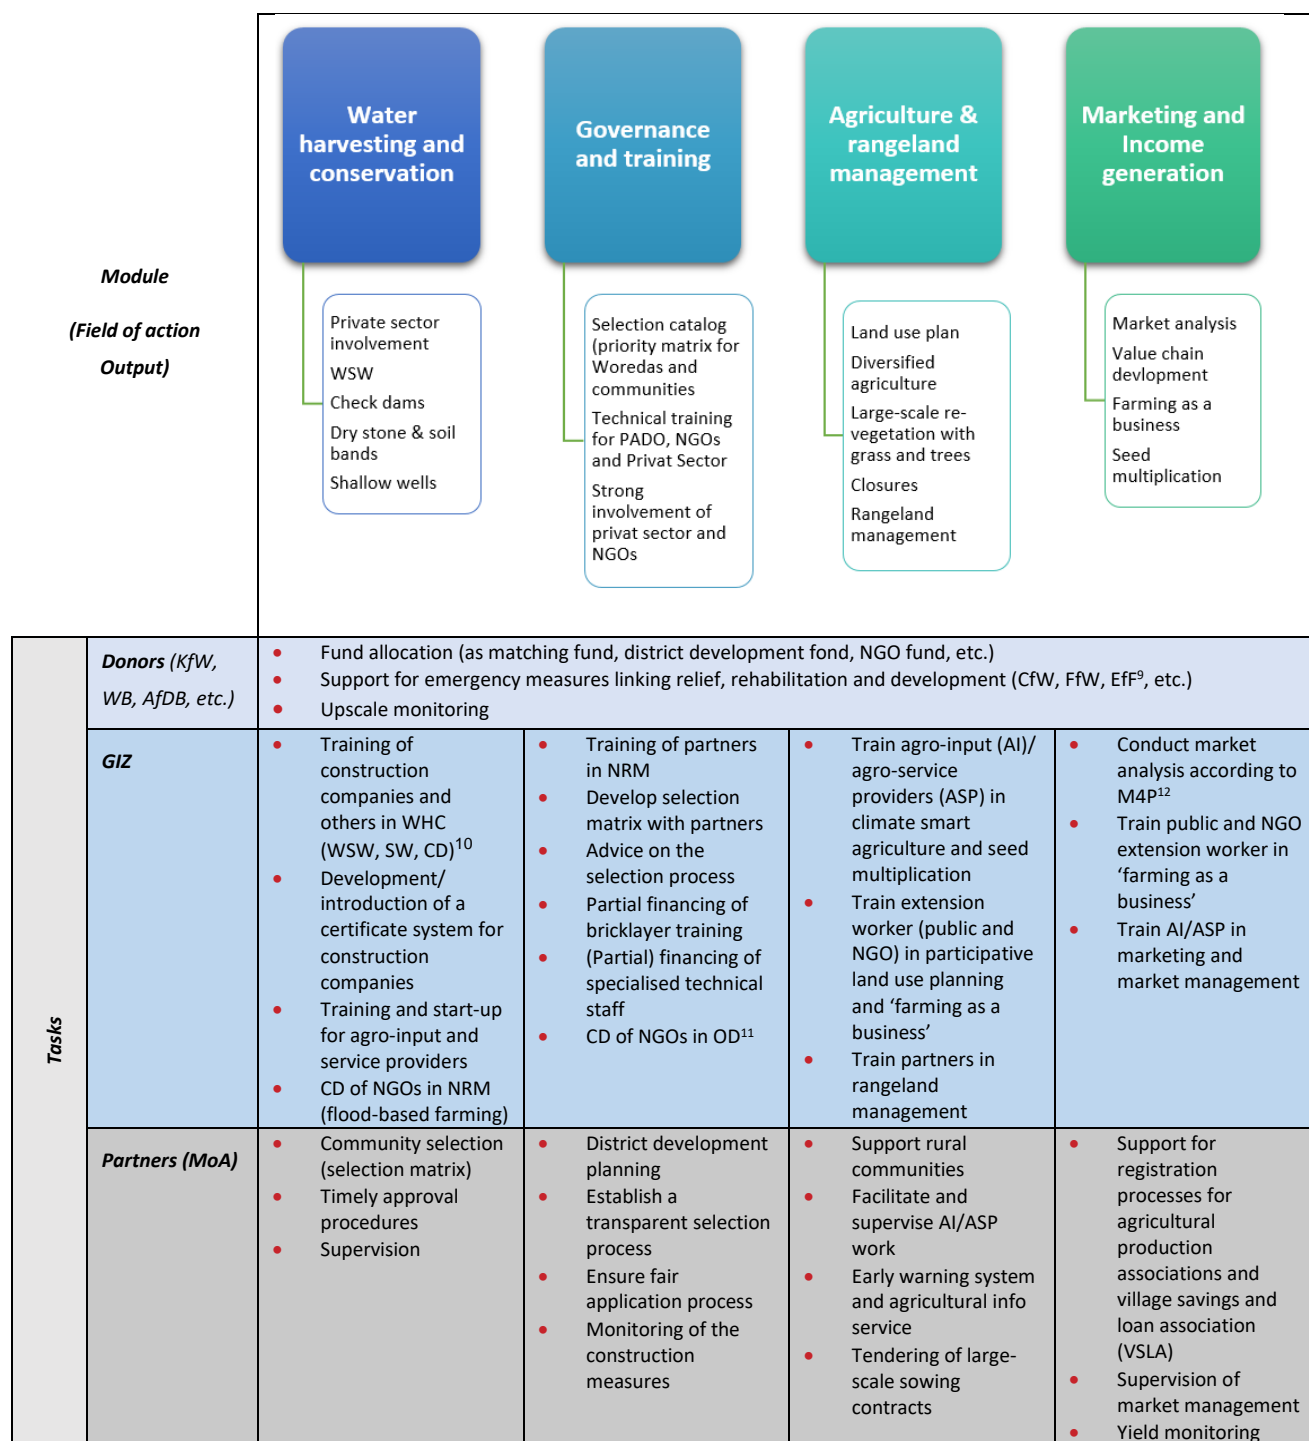 Water
harvesting and
conservation
Governance
and training
Agriculture &
rangeland
management
Marketing and
Income
generation
Module
(Field of action
Output)
Private sector
involvement
WSW
Check dams
Dry stone & soil
bands
Shallow wells
Selection catalog
(priority matrix for
Woredas and
communities
Technical training
for PADO, NGOs
and Privat Sector
Strong
involvement of
privat sector and
NGOs
Land use plan
Diversified
agriculture
Large-scale re-
vegetation with
grass and trees
Closures
Rangeland
management
Market analysis
Value chain
devlopment
Farming as a
business
Seed
multiplication
Tasks
Donors (KfW,
WB, AfDB, etc.)
• Fund allocation (as matching fund, district development fond, NGO fund, etc.)
• Support for emergency measures linking relief, rehabilitation and development (CfW, FfW, EfF9, etc.)
• Upscale monitoring
GIZ
• Training of
construction
companies and
others in WHC
(WSW, SW, CD)10
• Development/
introduction of a
certificate system for
construction
companies
• Training and start-up
for agro-input and
service providers
• CD of NGOs in NRM
(flood-based farming)
• Training of partners
in NRM
• Develop selection
matrix with partners
• Advice on the
selection process
• Partial financing of
bricklayer training
• (Partial) financing of
specialised technical
staff
• CD of NGOs in OD11
• Train agro-input (AI)/
agro-service
providers (ASP) in
climate smart
agriculture and seed
multiplication
• Train extension
worker (public and
NGO) in participative
land use planning
and ‘farming as a
business’
• Train partners in
rangeland
management
• Conduct market
analysis according to
M4P12
• Train public and NGO
extension worker in
‘farming as a
business’
• Train AI/ASP in
marketing and
market management
Partners (MoA)
• Community selection
(selection matrix)
• Timely approval
procedures
• Supervision
• District development
planning
• Establish a
transparent selection
process
• Ensure fair
application process
• Monitoring of the
construction
measures
• Support rural
communities
• Facilitate and
supervise AI/ASP
work
• Early warning system
and agricultural info
service
• Tendering of large-
scale sowing
contracts
• Support for
registration
processes for
agricultural
production
associations and
village savings and
loan association
(VSLA)
• Supervision of
market management
• Yield monitoring